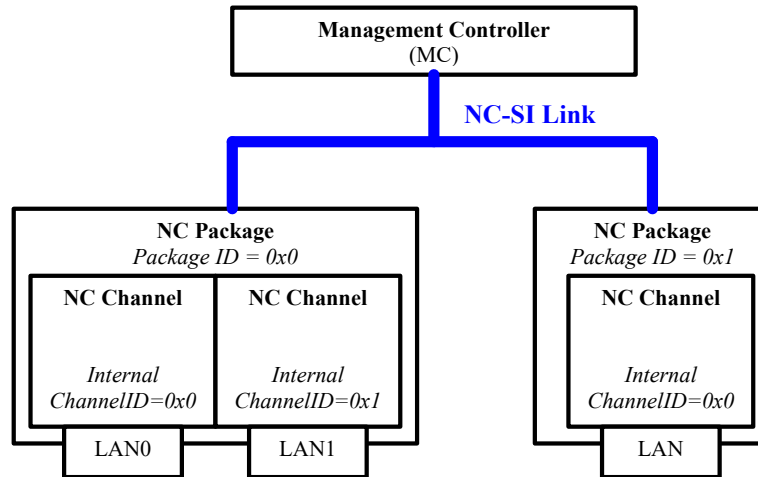 Management Controller
(MC)
NC-SI Link
NC Package
Package ID = 0x0
NC Channel
Internal
ChannelID=0x0
NC Channel
Internal
ChannelID=0x1
LAN0
LAN1
NC Package
Package ID = 0x1
NC Channel
Internal
ChannelID=0x0
LAN